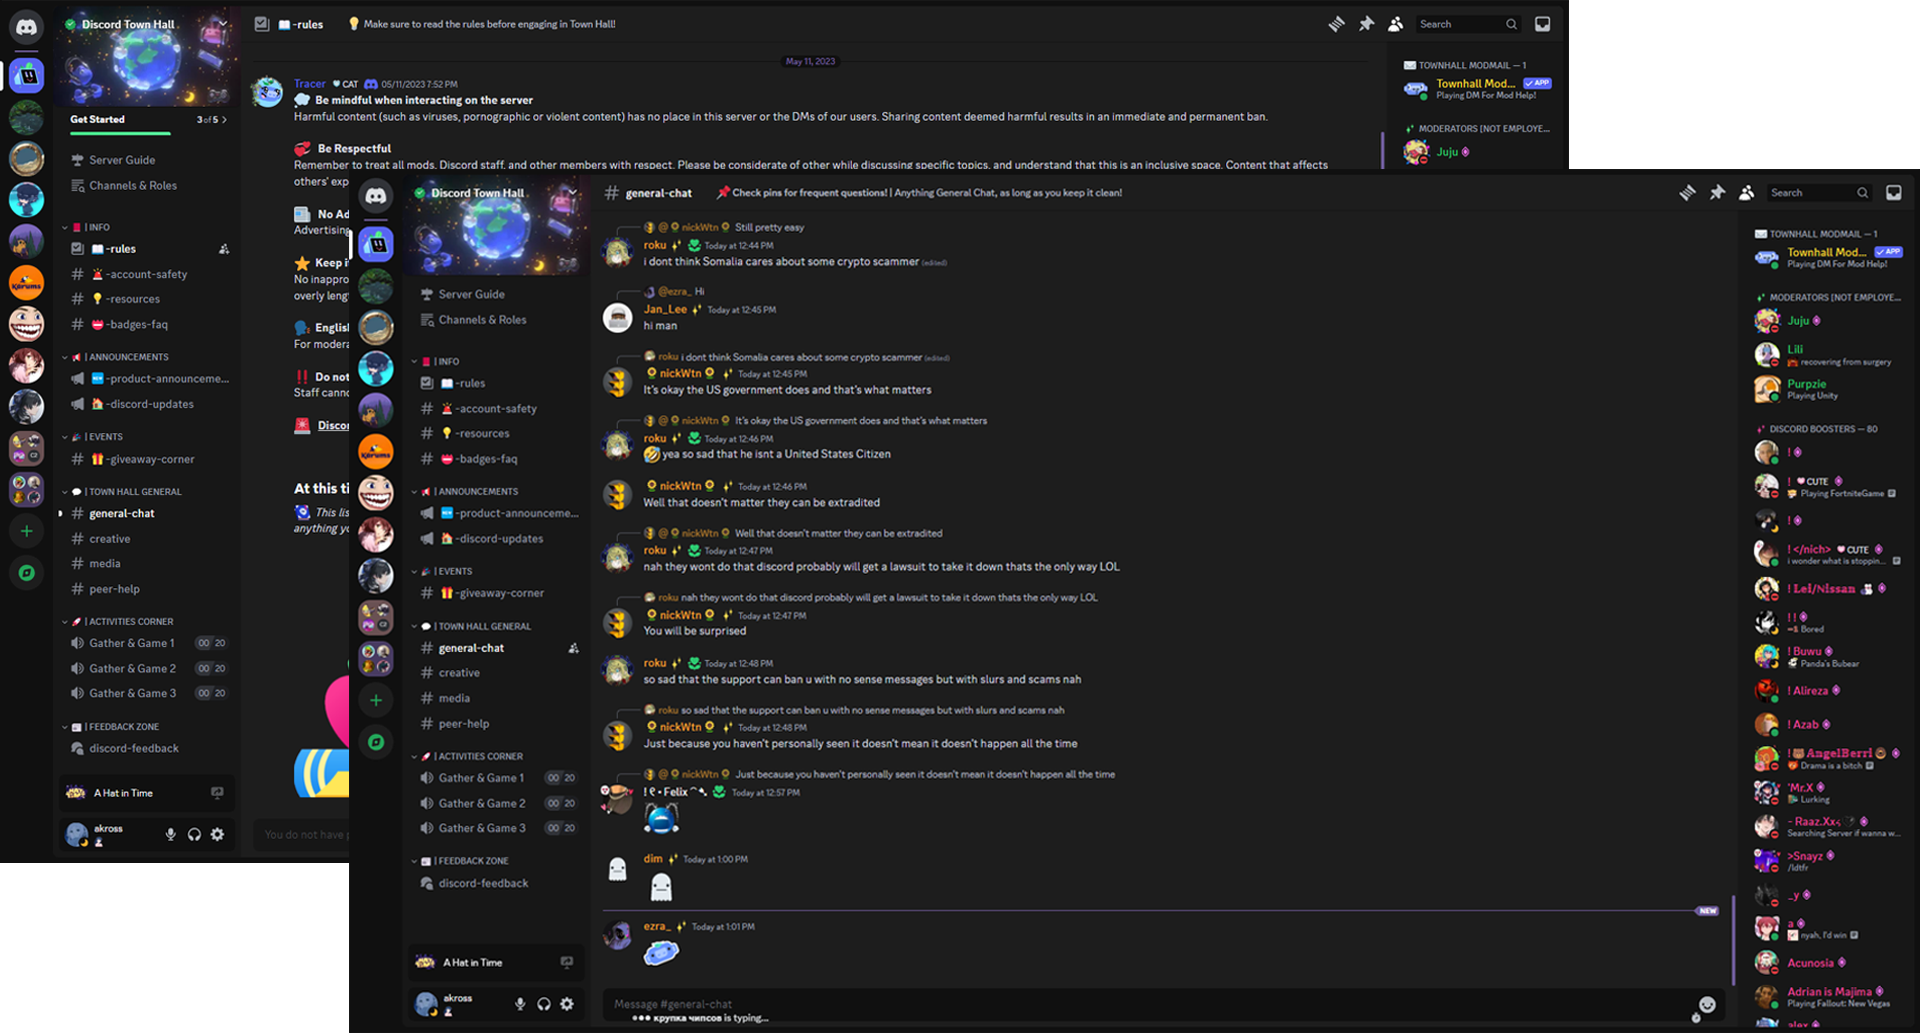 Discord Town Hall
Get Started
3 of 5
Server Guide
Channels & Roles
| INFO
-rules
-account-safety
-resources
-badges-faq
| ANNOUNCEMENTS
-product-announceme...
-discord-updates
| EVENTS
-giveaway-corner
| TOWN HALL GENERAL
general-chat
creative
media
peer-help
| ACTIVITIES CORNER
Gather & Game 1 00 20
Gather & Game 2 00 20
Gather & Game 3 00 20
| FEEDBACK ZONE
discord-feedback
A Hat in Time
akross
-rules
Make sure to read the rules before engaging in Town Hall!
Search
May 11, 2023
Tracer CAT 05/11/2023 7:52 PM
Be mindful when interacting on the server
Harmful content (such as viruses, pornographic or violent content) has no place in this server or the DMs of our users. Sharing content deemed harmful results in an immediate and permanent ban.
Be Respectful
Remember to treat all mods, Discord staff, and other members with respect. Please be considerate of other while discussing specific topics, and understand that this is an inclusive space. Content that affects
others' exp
No Ad
Advertising
Keep i
No inappro
overly leng
English
For modera
Do not
Staff canno
Discor
At this ti
This lis
anything yo
You do not have p
TOWNHALL MODMAIL — 1
Townhall Mod... APP
Playing DM For Mod Help!
MODERATORS [NOT EMPLOYE...
Juju
Discord Town Hall
Server Guide
Channels & Roles
| INFO
-rules
-account-safety
-resources
-badges-faq
| ANNOUNCEMENTS
-product-announceme...
-discord-updates
| EVENTS
-giveaway-corner
| TOWN HALL GENERAL
general-chat
creative
media
peer-help
| ACTIVITIES CORNER
Gather & Game 1 00 20
Gather & Game 2 00 20
Gather & Game 3 00 20
| FEEDBACK ZONE
discord-feedback
A Hat in Time
akross
general-chat
Check pins for frequent questions! | Anything General Chat, as long as you keep it clean!
Search
@ nickWtn Still pretty easy
roku Today at 12:44 PM
i dont think Somalia cares about some crypto scammer (edited)
@ezra_ Hi
Jan_Lee Today at 12:45 PM
hi man
roku i dont think Somalia cares about some crypto scammer (edited)
nickWtn Today at 12:45 PM
It's okay the US government does and that's what matters
@ nickWtn It's okay the US government does and that's what matters
roku Today at 12:46 PM
yea so sad that he isnt a United States Citizen
nickWtn Today at 12:46 PM
Well that doesn't matter they can be extradited
@ nickWtn Well that doesn't matter they can be extradited
roku Today at 12:47 PM
nah they wont do that discord probably will get a lawsuit to take it down thats the only way LOL
roku nah they wont do that discord probably will get a lawsuit to take it down thats the only way LOL
nickWtn Today at 12:47 PM
You will be surprised
roku Today at 12:48 PM
so sad that the support can ban u with no sense messages but with slurs and scams nah
roku so sad that the support can ban u with no sense messages but with slurs and scams nah
nickWtn Today at 12:48 PM
Just because you haven't personally seen it doesn't mean it doesn't happen all the time
@ nickWtn Just because you haven't personally seen it doesn't mean it doesn't happen all the time
Felix Today at 12:57 PM
dim Today at 1:00 PM
NEW
ezra_ Today at 1:01 PM
Message #general-chat
крупка чипсов is typing...
TOWNHALL MODMAIL — 1
Townhall Mod... APP
Playing DM For Mod Help!
MODERATORS [NOT EMPLOYE...
Juju
Lili
recovering from surgery
Purpzie
Playing Unity
DISCORD BOOSTERS — 80
!
! CUTE
Playing FortniteGame
!
! </nich> CUTE
i wonder what is stoppin...
! Lei/Nissan
! !
Bored
! Buwu
Panda's Bubear
! Alireza
! Azab
! AngelBerri
Drama is a bitch
'Mr.X
Lurking
- Raaz.Xx
Searching Server if wanna w...
>Snayz
/ldtfr
_y
a
nyah, I'd win
Acunosia
Adrian is Majima
Playing Fallout: New Vegas
alex